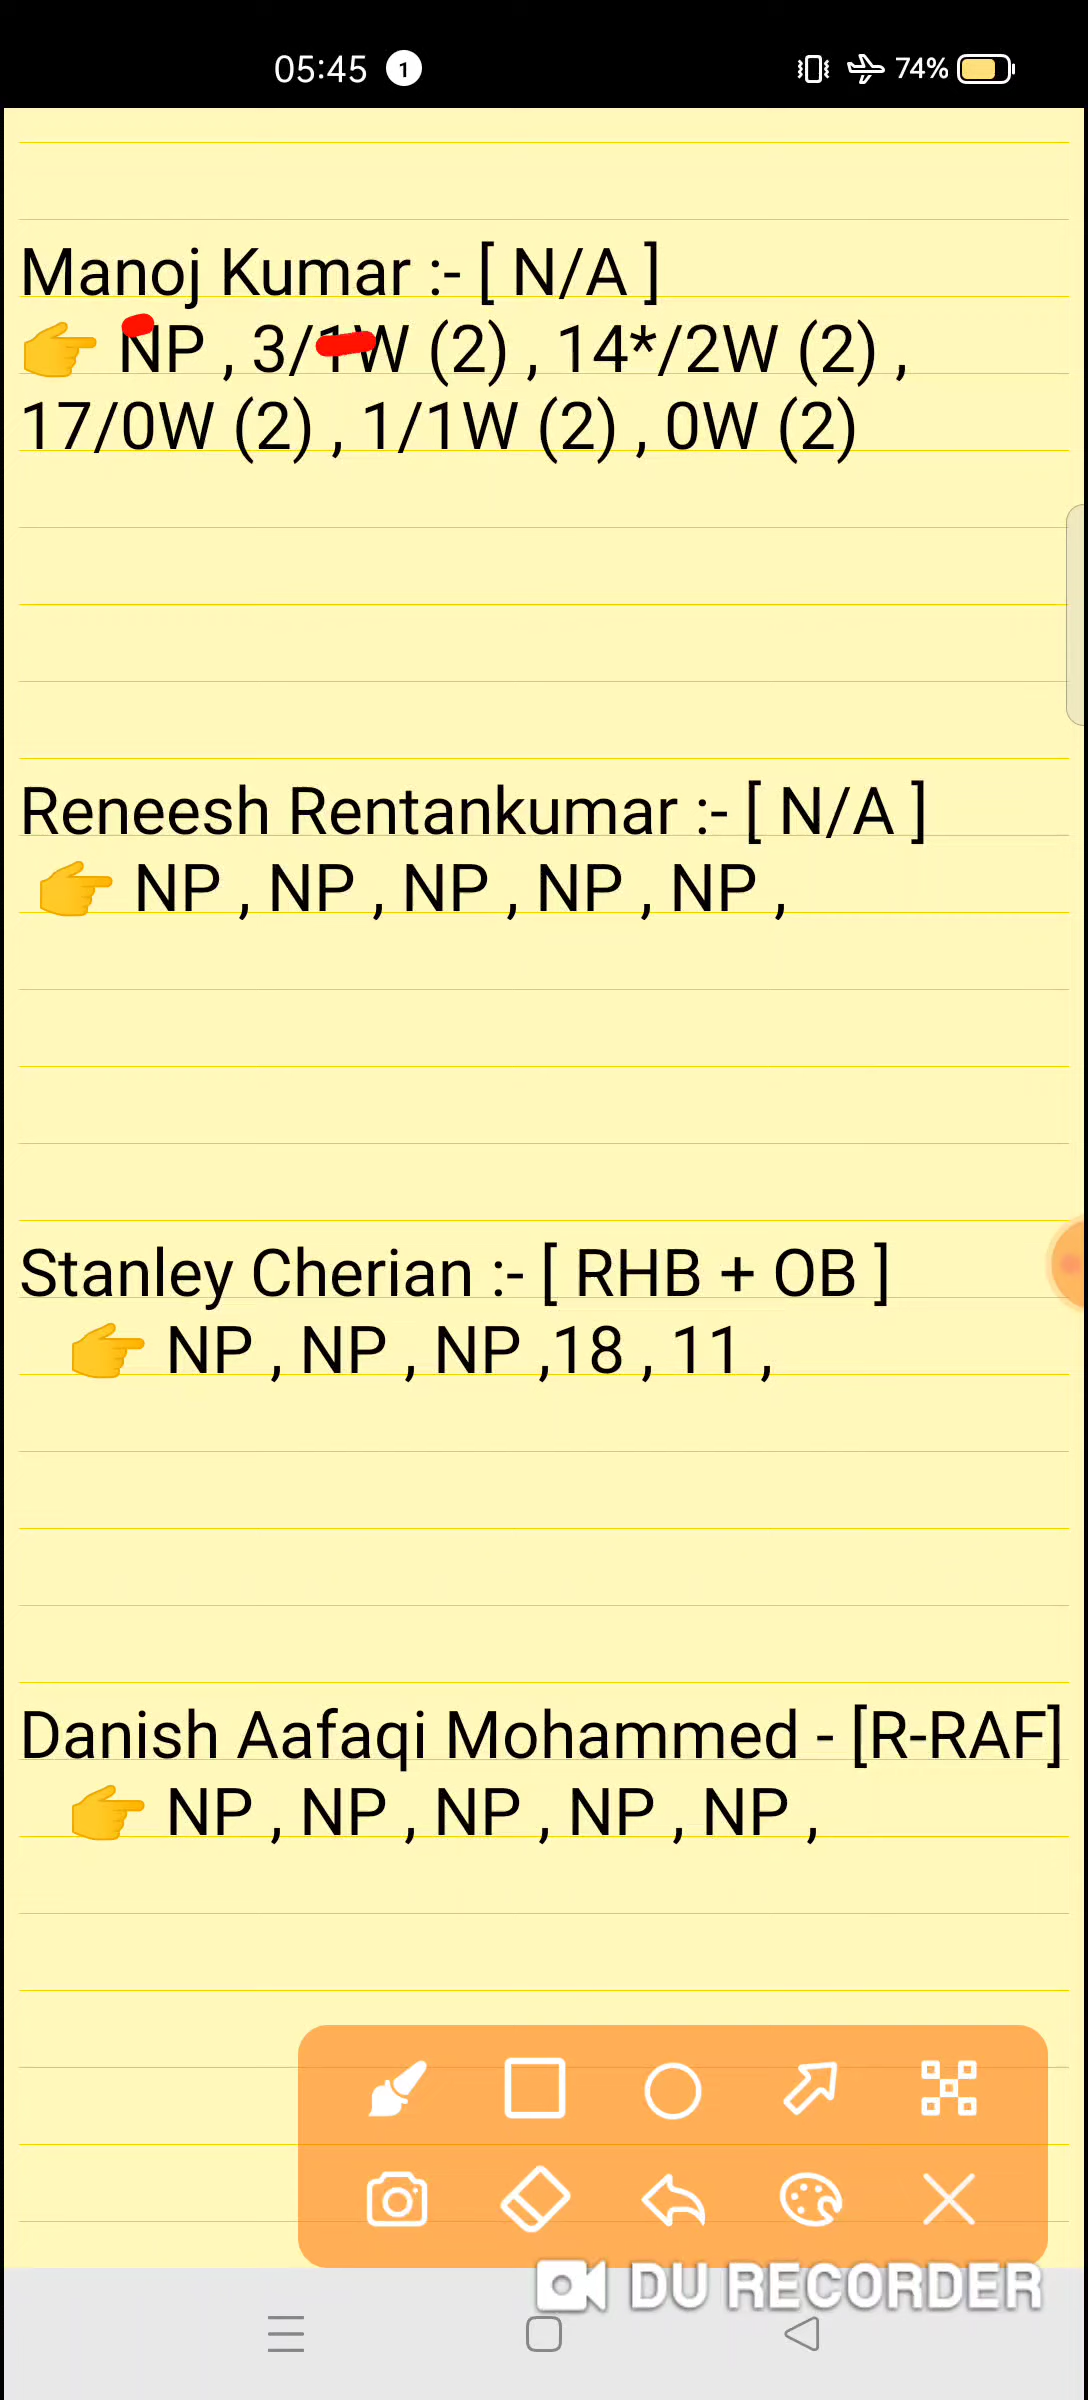 05:45 1 74%
Manoj Kumar :- [ N/A ]
👉 NP , 3/1W (2) , 14*/2W (2) ,
17/0W (2) , 1/1W (2) , 0W (2)
Reneesh Rentankumar :- [ N/A ]
👉 NP , NP , NP , NP , NP ,
Stanley Cherian :- [ RHB + OB ]
👉 NP , NP , NP ,18 , 11 ,
Danish Aafaqi Mohammed - [R-RAF]
👉 NP , NP , NP , NP , NP ,
DU RECORDER